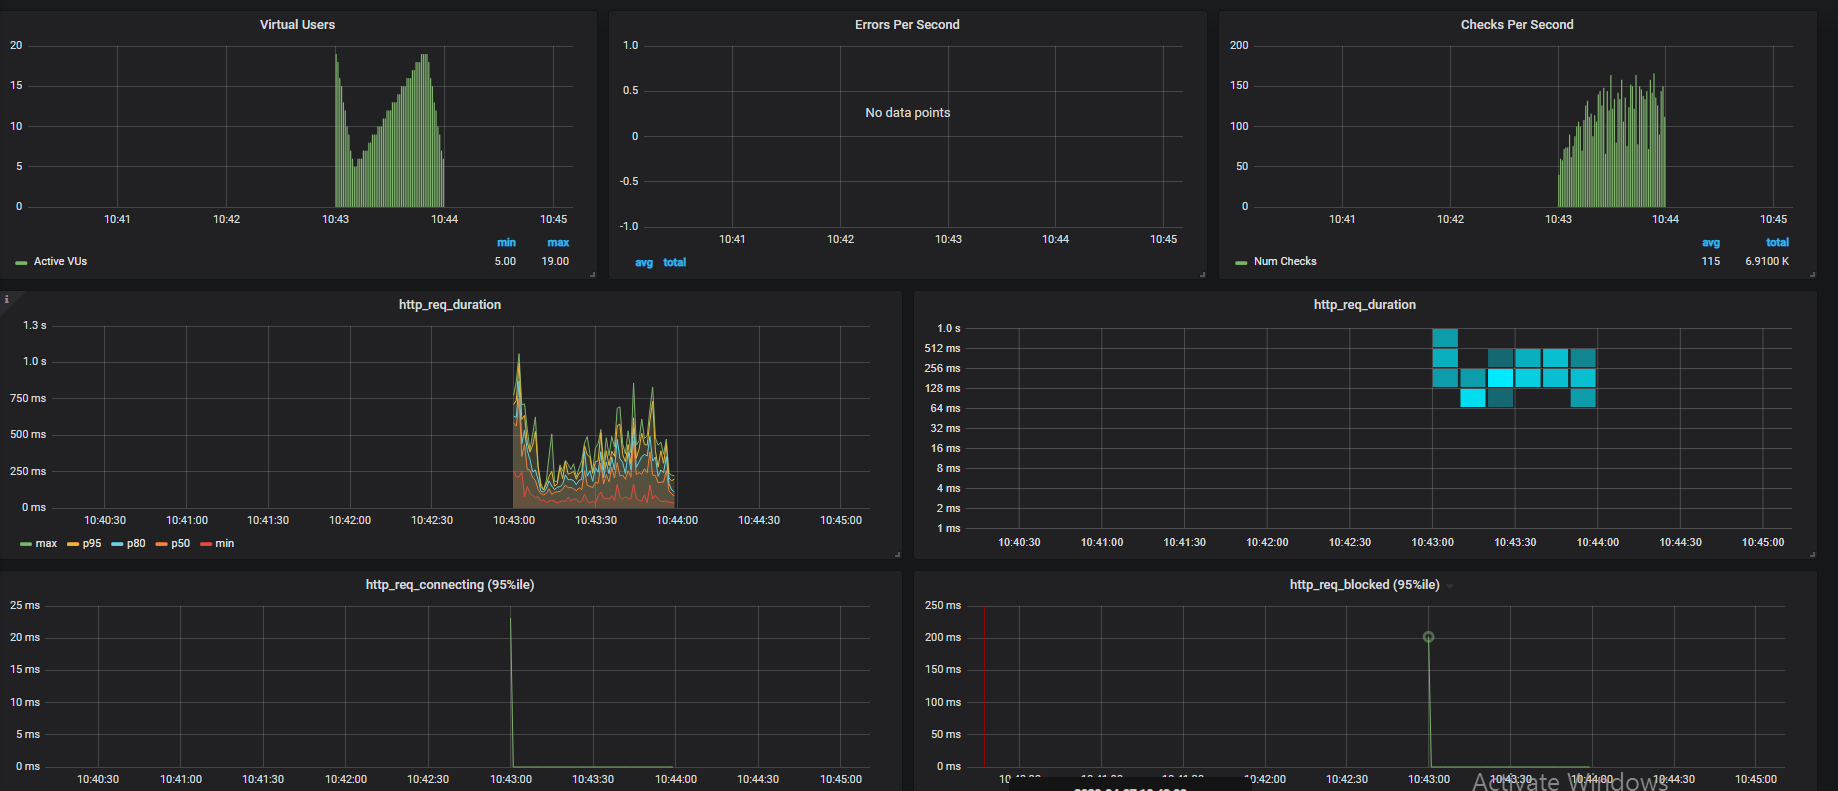 Virtual Users
20
15
10
5
0
10:41 10:42 10:43 10:44 10:45
min max
Active VUs 5.00 19.00
Errors Per Second
1.0
0.5
0
-0.5
-1.0
No data points
10:41 10:42 10:43 10:44 10:45
avg total
Checks Per Second
200
150
100
50
0
10:41 10:42 10:43 10:44 10:45
avg total
Num Checks 115 6.9100 K
i
http_req_duration
1.3 s
1.0 s
750 ms
500 ms
250 ms
0 ms
10:40:30 10:41:00 10:41:30 10:42:00 10:42:30 10:43:00 10:43:30 10:44:00 10:44:30 10:45:00
max p95 p80 p50 min
http_req_duration
1.0 s
512 ms
256 ms
128 ms
64 ms
32 ms
16 ms
8 ms
4 ms
2 ms
1 ms
10:40:30 10:41:00 10:41:30 10:42:00 10:42:30 10:43:00 10:43:30 10:44:00 10:44:30 10:45:00
http_req_connecting (95%ile)
25 ms
20 ms
15 ms
10 ms
5 ms
0 ms
10:40:30 10:41:00 10:41:30 10:42:00 10:42:30 10:43:00 10:43:30 10:44:00 10:44:30 10:45:00
http_req_blocked (95%ile)
250 ms
200 ms
150 ms
100 ms
50 ms
0 ms
10:42:00 10:42:30 10:43:00 10:43:30 10:44:00 10:44:30 10:45:00
Activate Windows